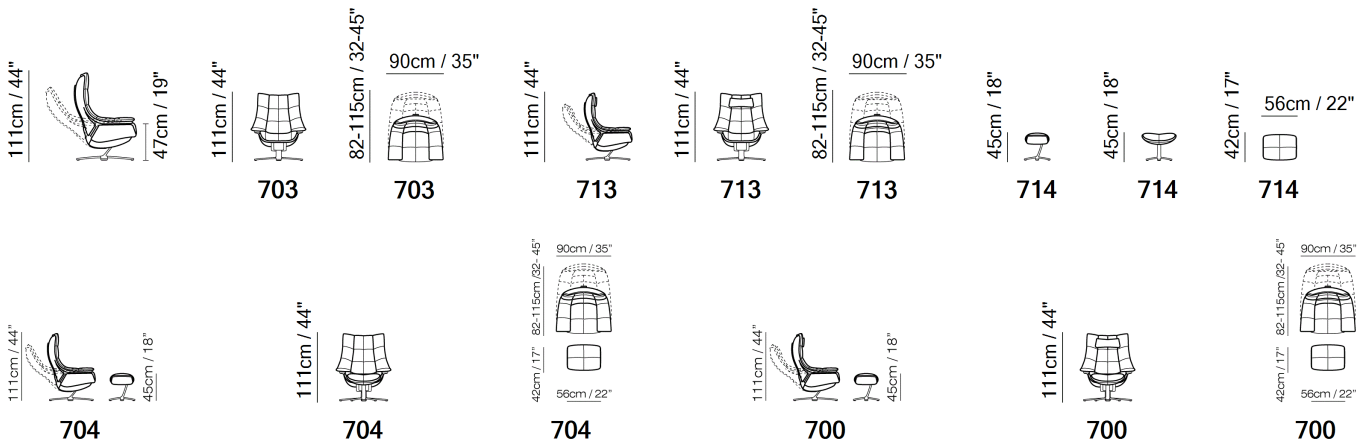 111cm / 44"
47cm / 19"
111cm / 44"
703
82-115cm / 32-45"
90cm / 35"
703
111cm / 44"
713
111cm / 44"
713
82-115cm / 32-45"
90cm / 35"
713
45cm / 18"
714
45cm / 18"
714
42cm / 17"
56cm / 22"
714
111cm / 44"
45cm / 18"
704
111cm / 44"
704
90cm / 35"
82-115cm /32- 45"
42cm / 17"
56cm / 22"
704
111cm / 44"
45cm / 18"
700
111cm / 44"
700
90cm / 35"
82-115cm /32- 45"
42cm / 17"
56cm / 22"
700